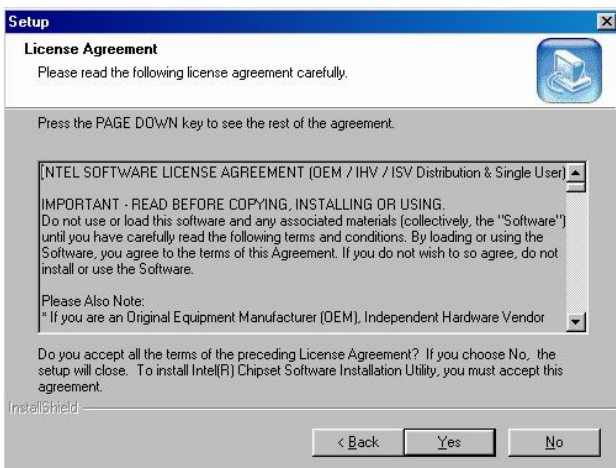 Setup
License Agreement
Please read the following license agreement carefully.
Press the PAGE DOWN key to see the rest of the agreement.
INTEL SOFTWARE LICENSE AGREEMENT (OEM / IHV / ISV Distribution & Single User)
IMPORTANT - READ BEFORE COPYING, INSTALLING OR USING.
Do not use or load this software and any associated materials (collectively, the "Software")
until you have carefully read the following terms and conditions. By loading or using the
Software, you agree to the terms of this Agreement. If you do not wish to so agree, do not
install or use the Software.
Please Also Note:
* If you are an Original Equipment Manufacturer (OEM), Independent Hardware Vendor
Do you accept all the terms of the preceding License Agreement? If you choose No, the
setup will close. To install Intel(R) Chipset Software Installation Utility, you must accept this
agreement.
InstallShield
< Back
Yes
No